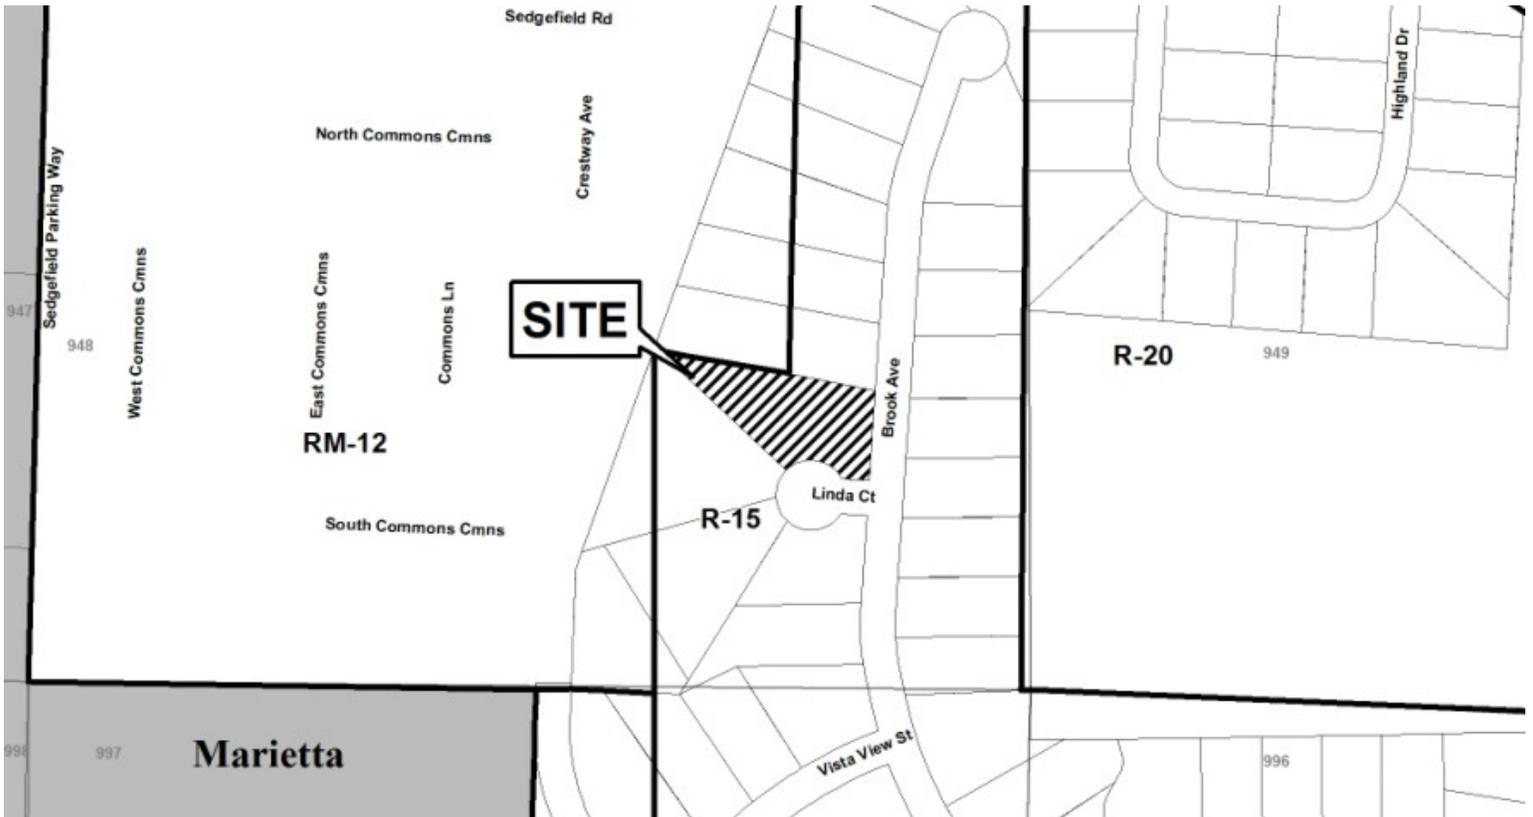 Sedgefield Rd
North Commons Cmns
Crestway Ave
Highland Dr
Sedgefield Parking Way
West Commons Cmns
East Commons Cmns
Commons Ln
SITE
947
948
Brook Ave
R-20
949
RM-12
Linda Ct
R-15
South Commons Cmns
Marietta
998
997
Vista View St
996